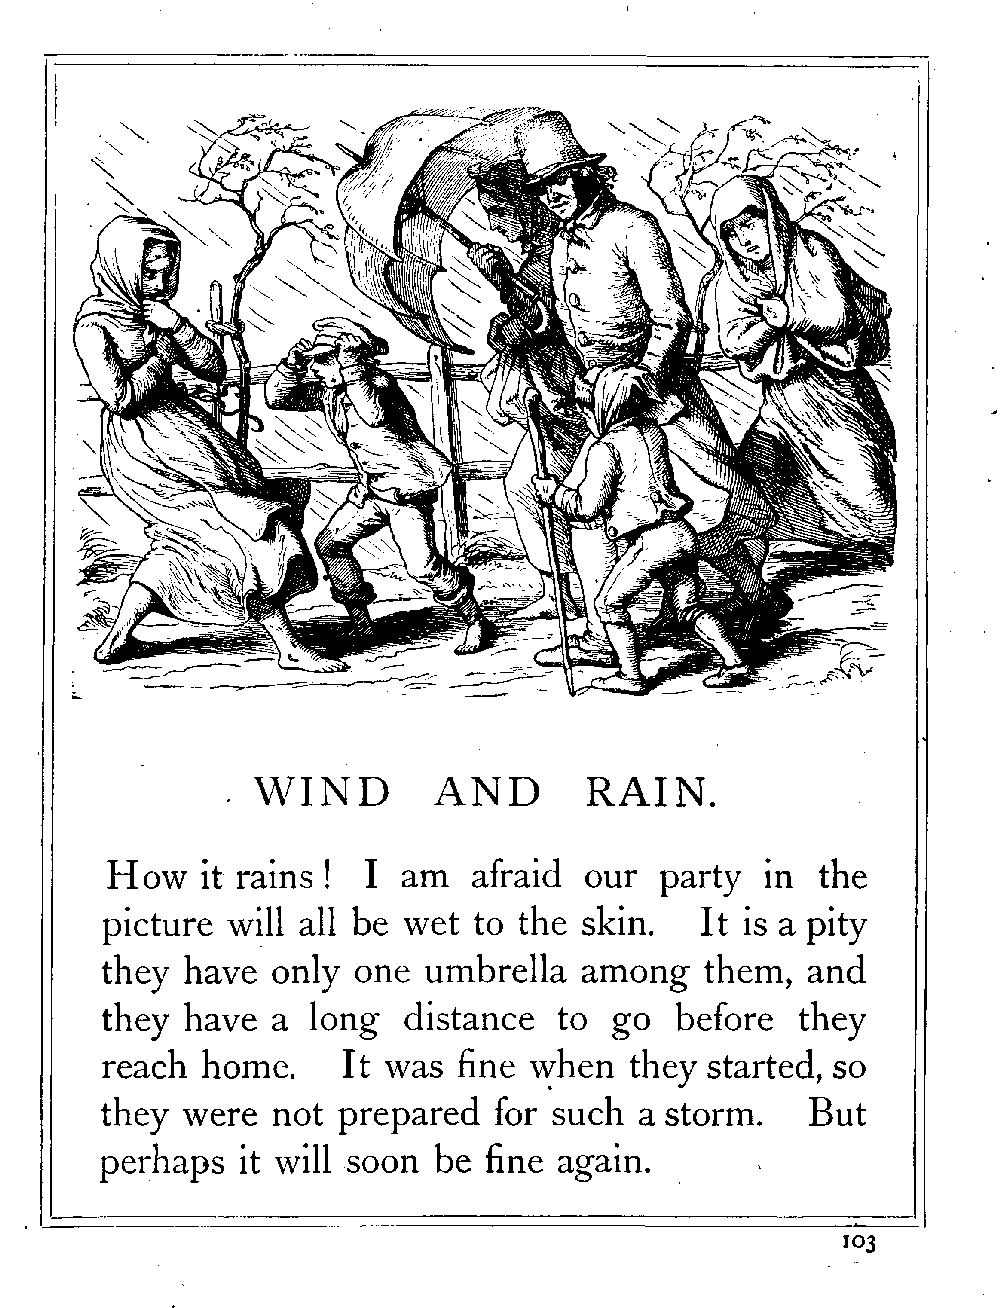 WIND AND RAIN.
How it rains! I am afraid our party in the
picture will all be wet to the skin. It is a pity
they have only one umbrella among them, and
they have a long distance to go before they
reach home. It was fine when they started, so
they were not prepared for such a storm. But
perhaps it will soon be fine again.
103